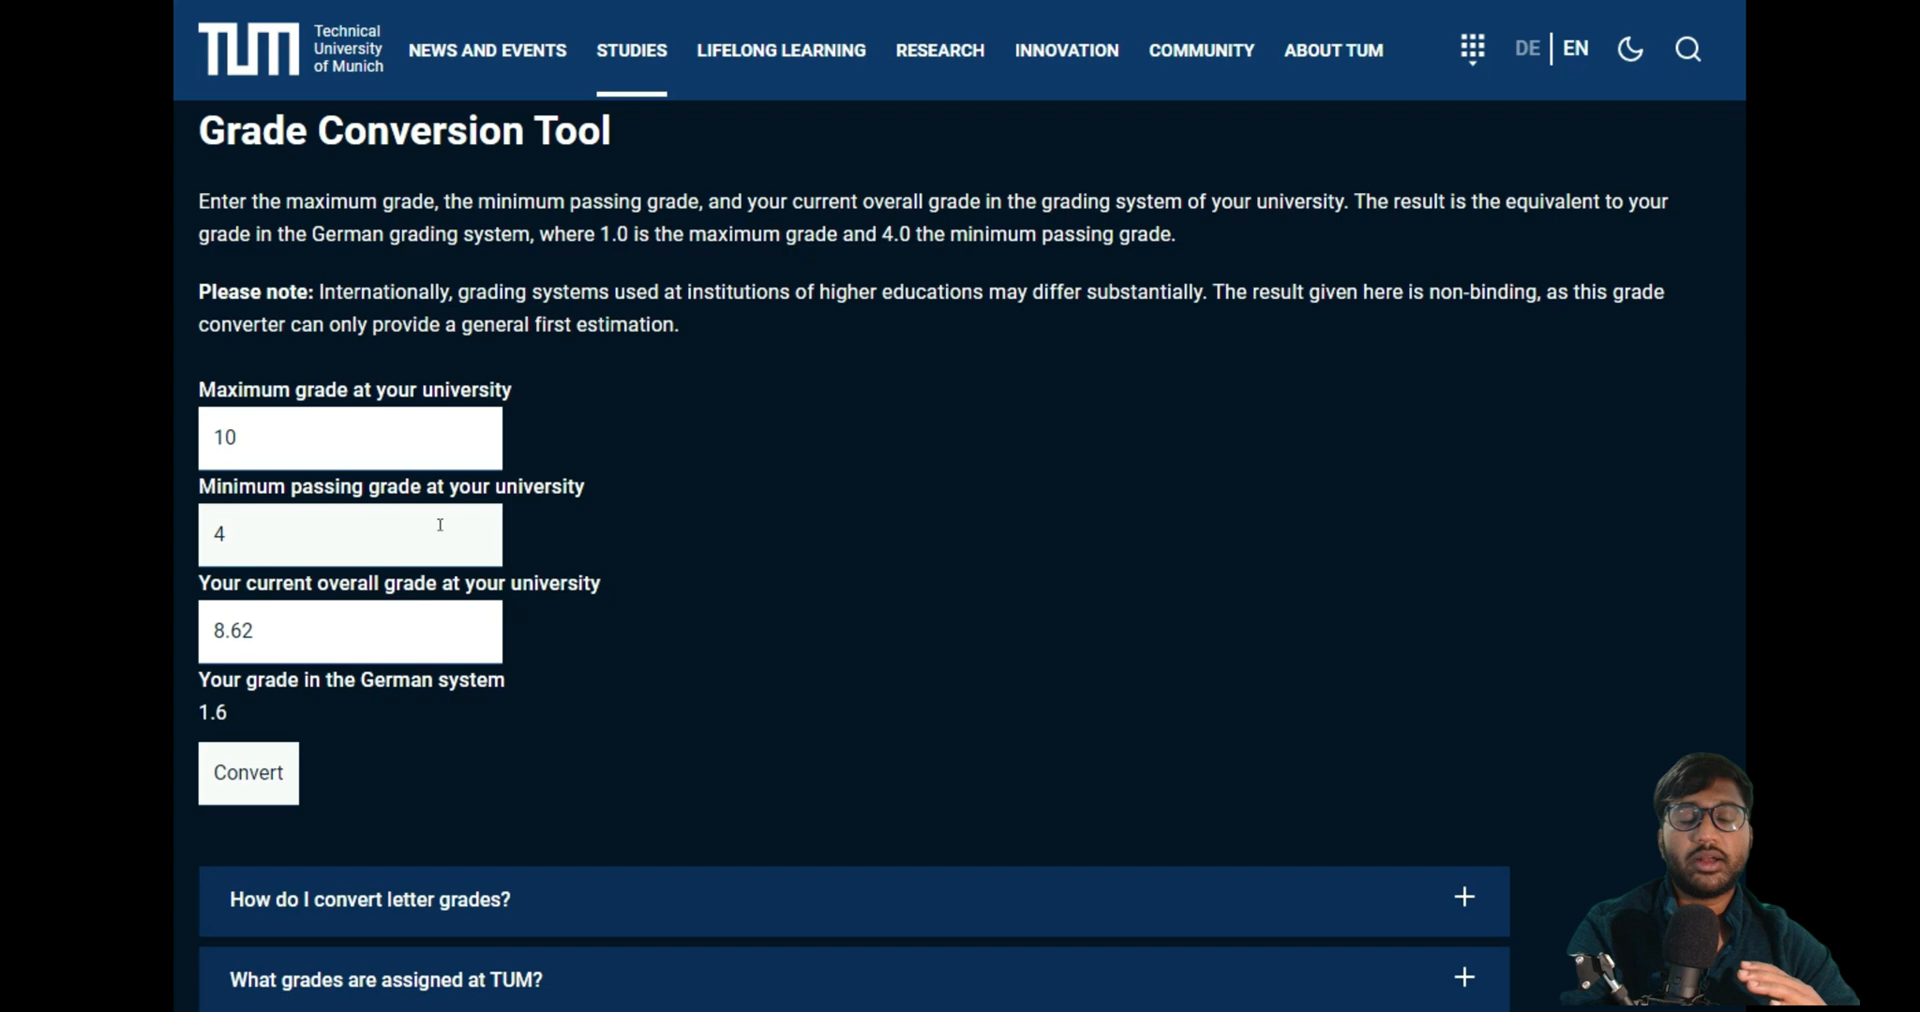 TUM
Technical
University
of Munich
NEWS AND EVENTS
STUDIES
LIFELONG LEARNING
RESEARCH
INNOVATION
COMMUNITY
ABOUT TUM
DE | EN
Grade Conversion Tool
Enter the maximum grade, the minimum passing grade, and your current overall grade in the grading system of your university. The result is the equivalent to your
grade in the German grading system, where 1.0 is the maximum grade and 4.0 the minimum passing grade.
Please note: Internationally, grading systems used at institutions of higher educations may differ substantially. The result given here is non-binding, as this grade
converter can only provide a general first estimation.
Maximum grade at your university
10
Minimum passing grade at your university
4
Your current overall grade at your university
8.62
Your grade in the German system
1.6
Convert
How do I convert letter grades?
What grades are assigned at TUM?